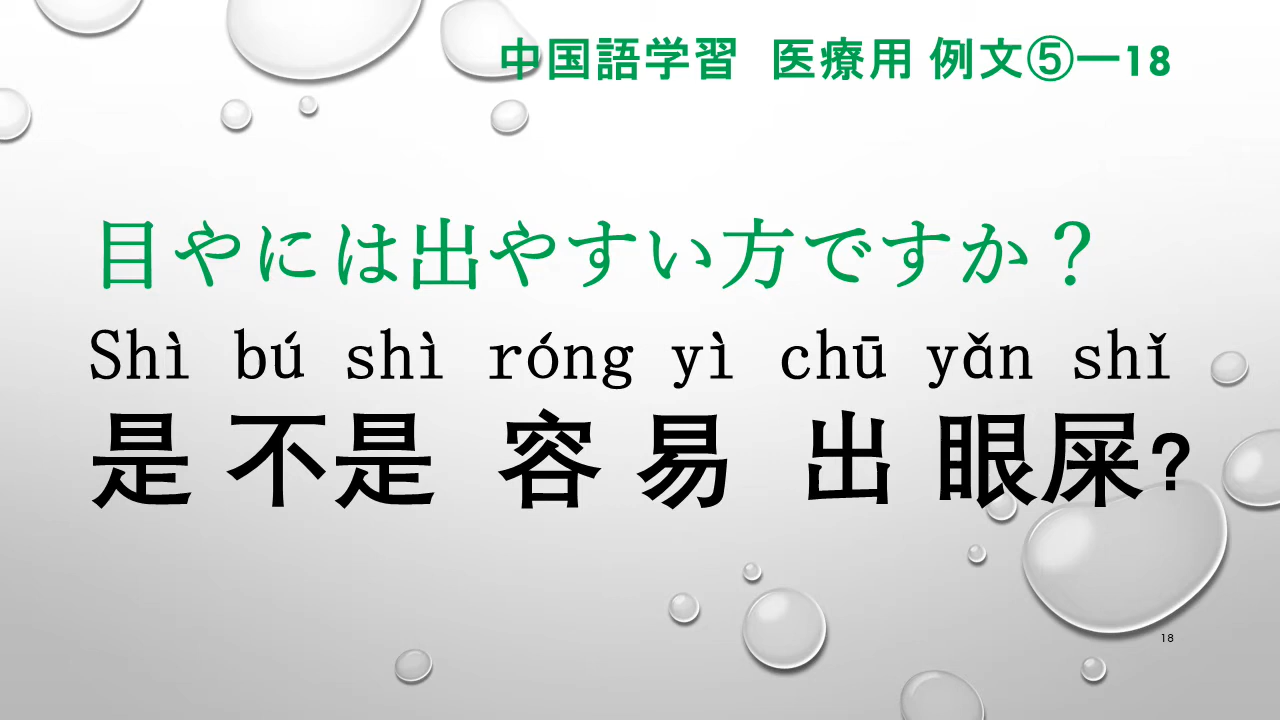 中国語学習 医療用 例文⑤ー18
目やには出やすい方ですか？
Shì bú shì róng yì chū yǎn shǐ
是 不是 容 易 出 眼屎?
18